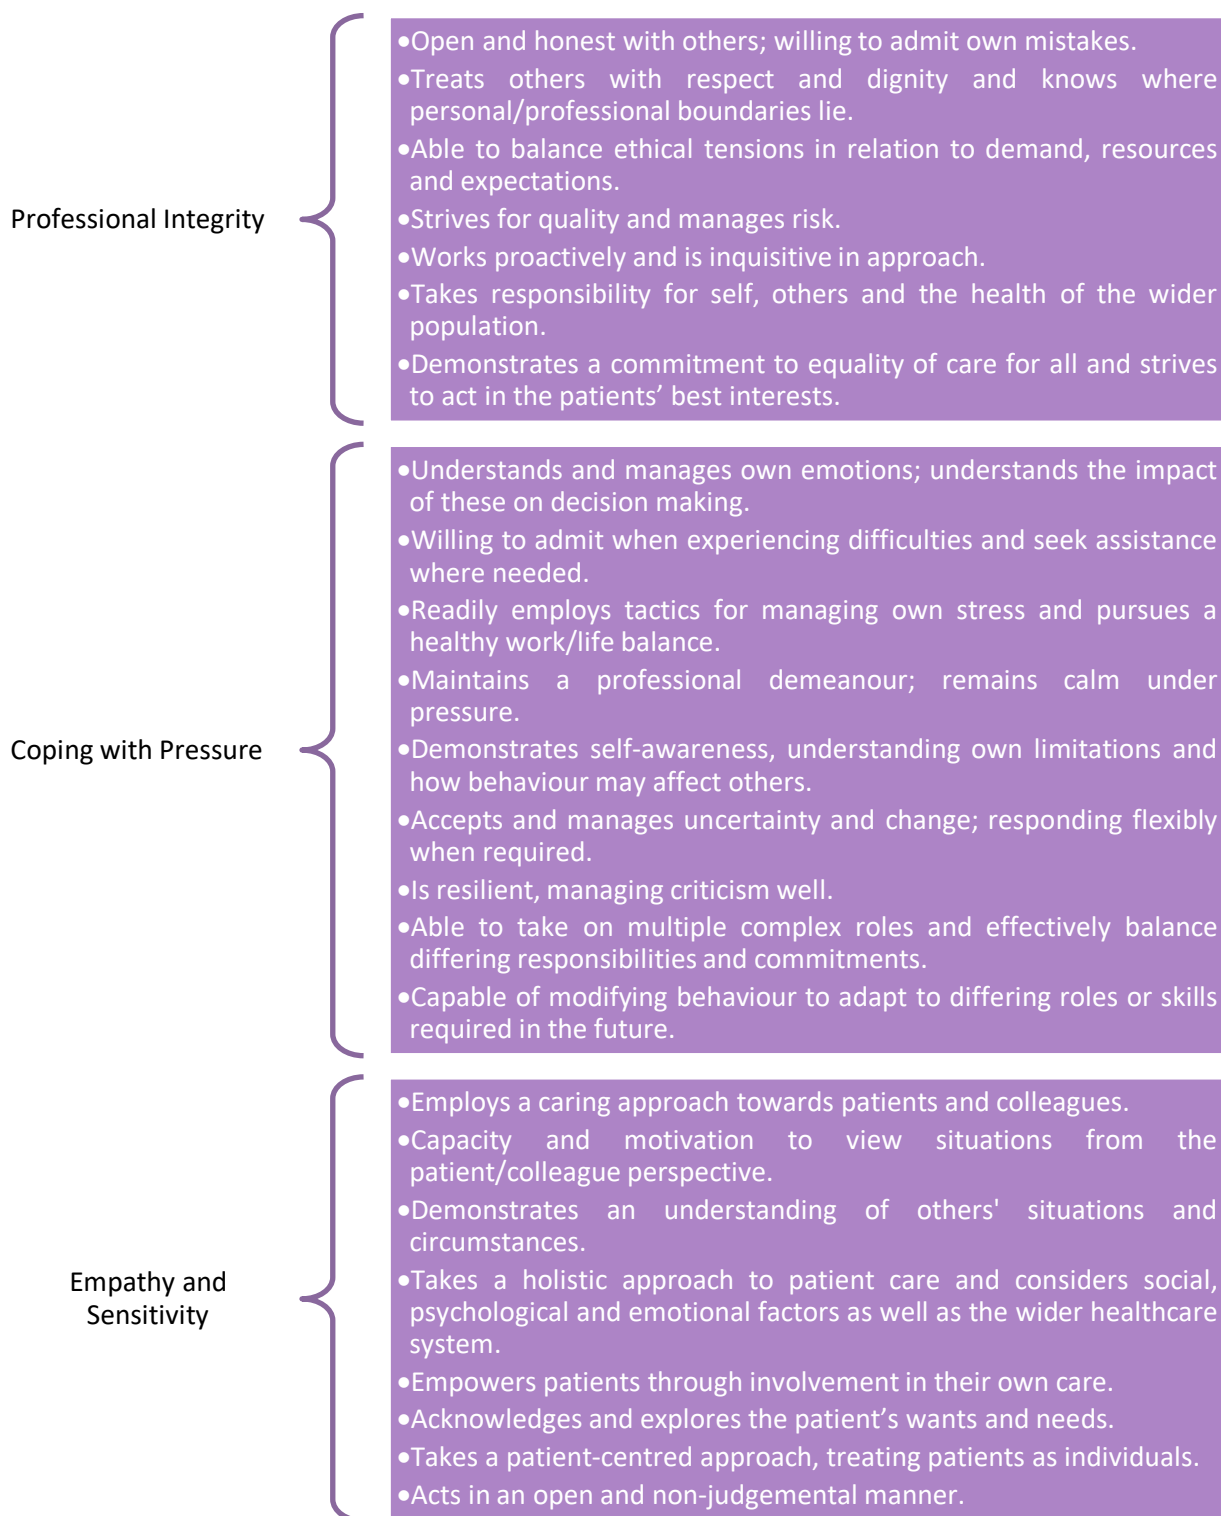 Professional Integrity
•Open and honest with others; willing to admit own mistakes.
•Treats others with respect and dignity and knows where
personal/professional boundaries lie.
•Able to balance ethical tensions in relation to demand, resources
and expectations.
•Strives for quality and manages risk.
•Works proactively and is inquisitive in approach.
•Takes responsibility for self, others and the health of the wider
population.
•Demonstrates a commitment to equality of care for all and strives
to act in the patients’ best interests.
Coping with Pressure
•Understands and manages own emotions; understands the impact
of these on decision making.
•Willing to admit when experiencing difficulties and seek assistance
where needed.
•Readily employs tactics for managing own stress and pursues a
healthy work/life balance.
•Maintains a professional demeanour; remains calm under
pressure.
•Demonstrates self-awareness, understanding own limitations and
how behaviour may affect others.
•Accepts and manages uncertainty and change; responding flexibly
when required.
•Is resilient, managing criticism well.
•Able to take on multiple complex roles and effectively balance
differing responsibilities and commitments.
•Capable of modifying behaviour to adapt to differing roles or skills
required in the future.
Empathy and
Sensitivity
•Employs a caring approach towards patients and colleagues.
•Capacity and motivation to view situations from the
patient/colleague perspective.
•Demonstrates an understanding of others' situations and
circumstances.
•Takes a holistic approach to patient care and considers social,
psychological and emotional factors as well as the wider healthcare
system.
•Empowers patients through involvement in their own care.
•Acknowledges and explores the patient’s wants and needs.
•Takes a patient-centred approach, treating patients as individuals.
•Acts in an open and non-judgemental manner.